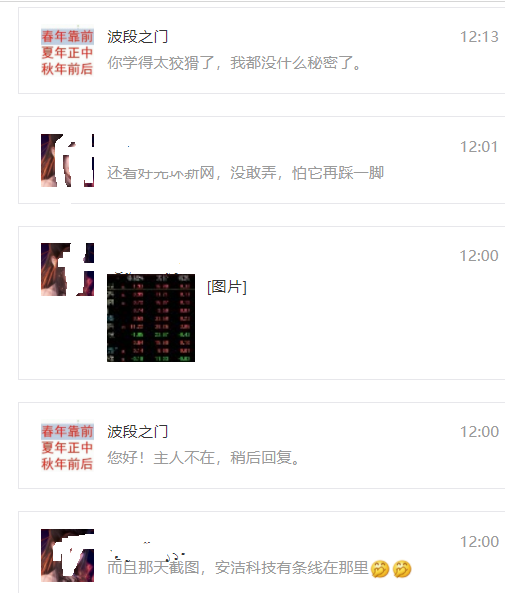 春年靠前
夏年正中
秋年前后
波段之门
12:13
你学得太狡猾了，我都没什么秘密了。
12:01
还看好光环新网，没敢弄，怕它再踩一脚
12:00
[图片]
春年靠前
夏年正中
秋年前后
波段之门
12:00
您好！主人不在，稍后回复。
12:00
而且那天截图，安洁科技有条线在那里